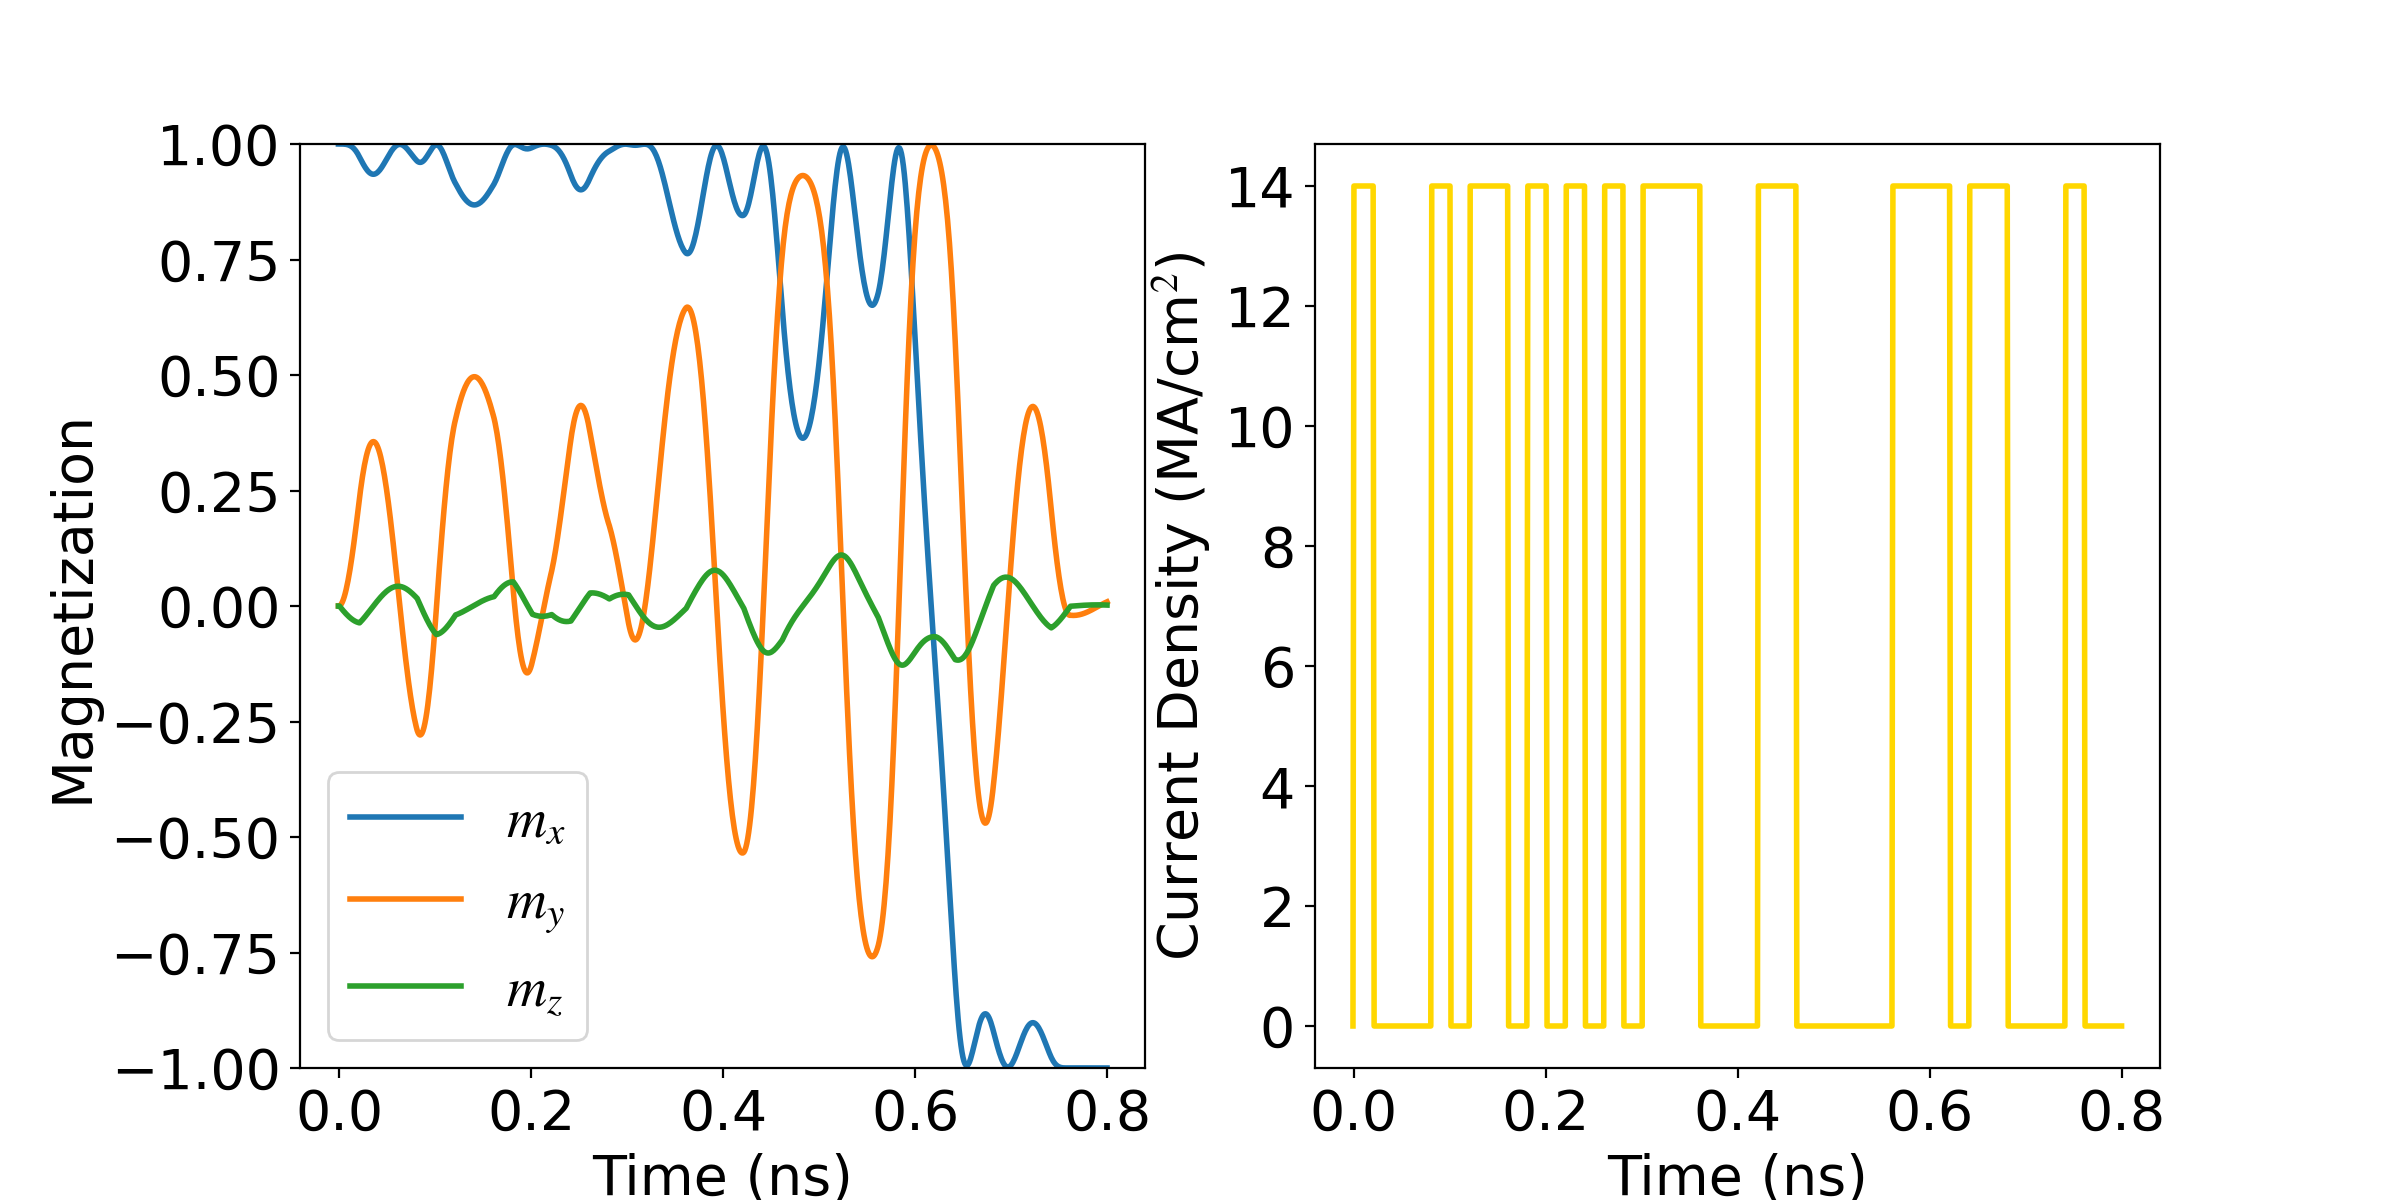 Magnetization
1.00
0.75
0.50
0.25
0.00
−0.25
−0.50
−0.75
−1.00
0.0 0.2 0.4 0.6 0.8
Time (ns)
m_x
m_y
m_z
Current Density (MA/cm²)
14
12
10
8
6
4
2
0
0.0 0.2 0.4 0.6 0.8
Time (ns)